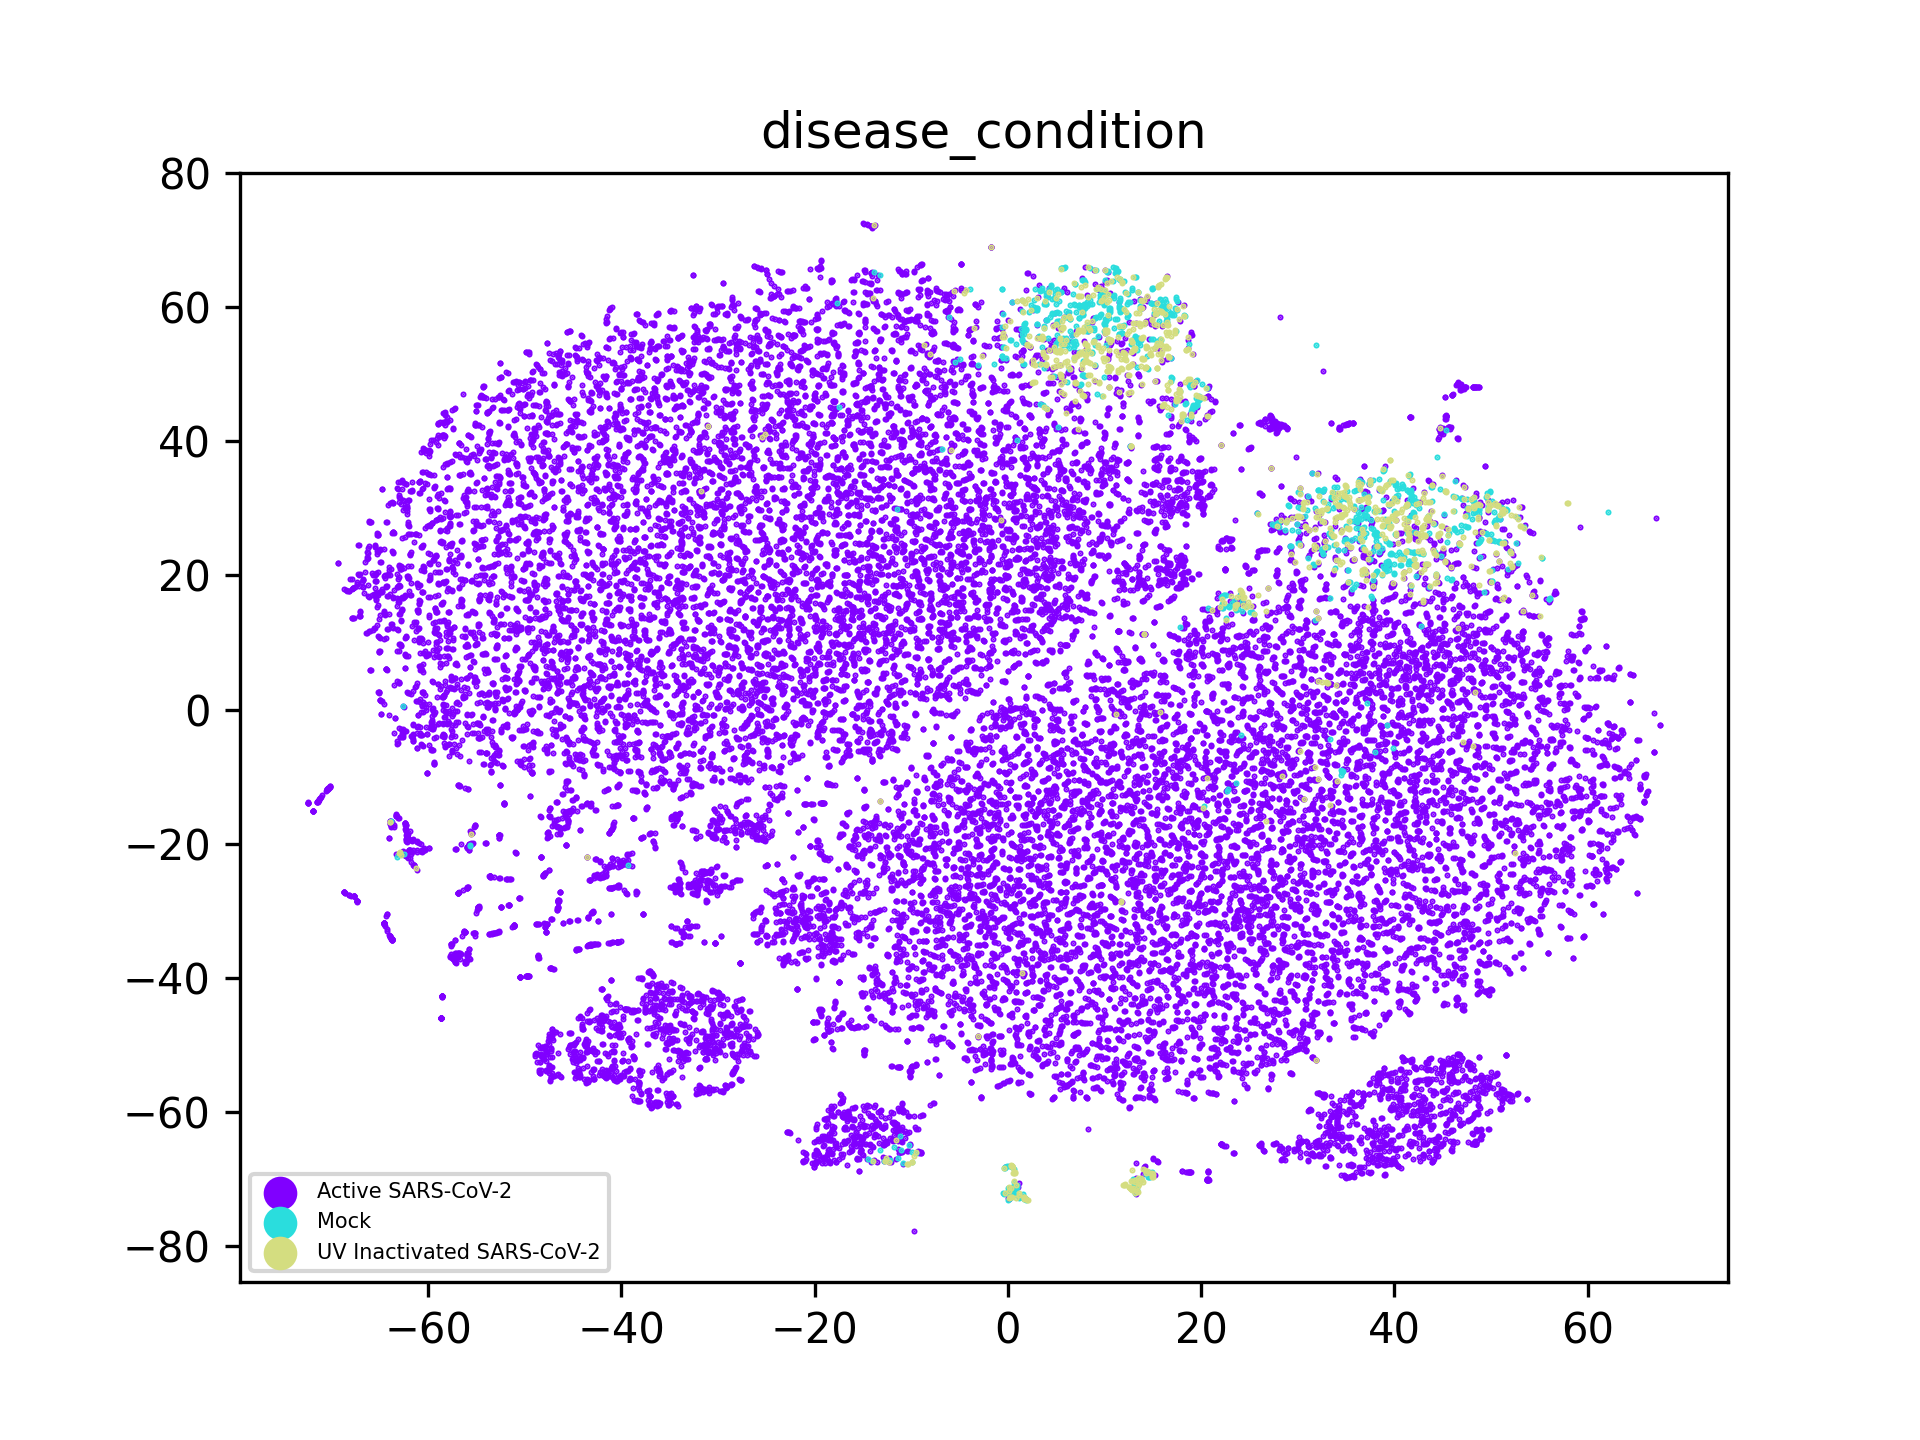 disease_condition
80
60
40
20
0
−20
−40
−60
−80
−60 −40 −20 0 20 40 60
Active SARS-CoV-2
Mock
UV Inactivated SARS-CoV-2